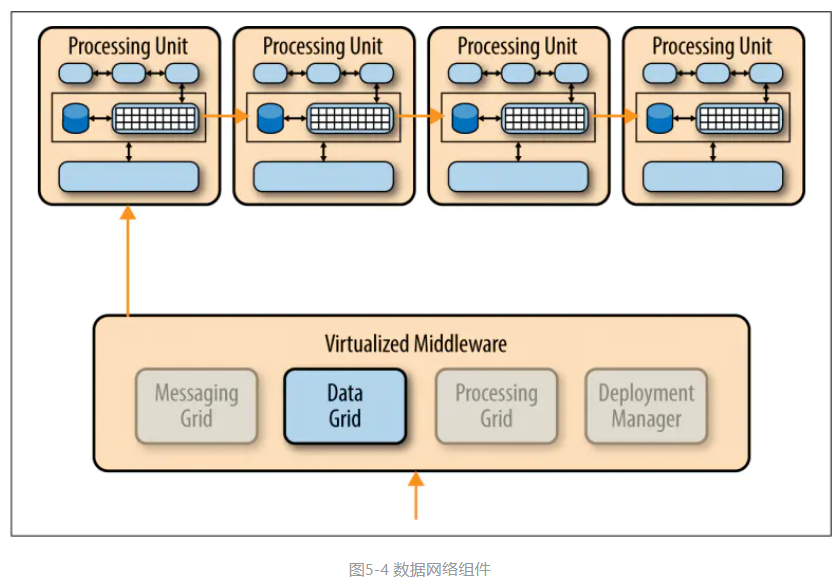 Processing Unit
Processing Unit
Processing Unit
Processing Unit
Virtualized Middleware
Messaging
Grid
Data
Grid
Processing
Grid
Deployment
Manager
图5-4 数据网络组件